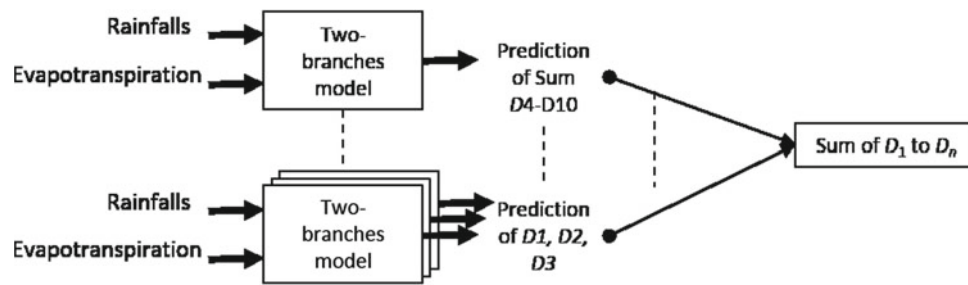 Rainfalls
Evapotranspiration
Two-
branches
model
Prediction
of Sum
D4-D10
Sum of D1 to Dn
Rainfalls
Evapotranspiration
Two-
branches
model
Prediction
of D1, D2,
D3